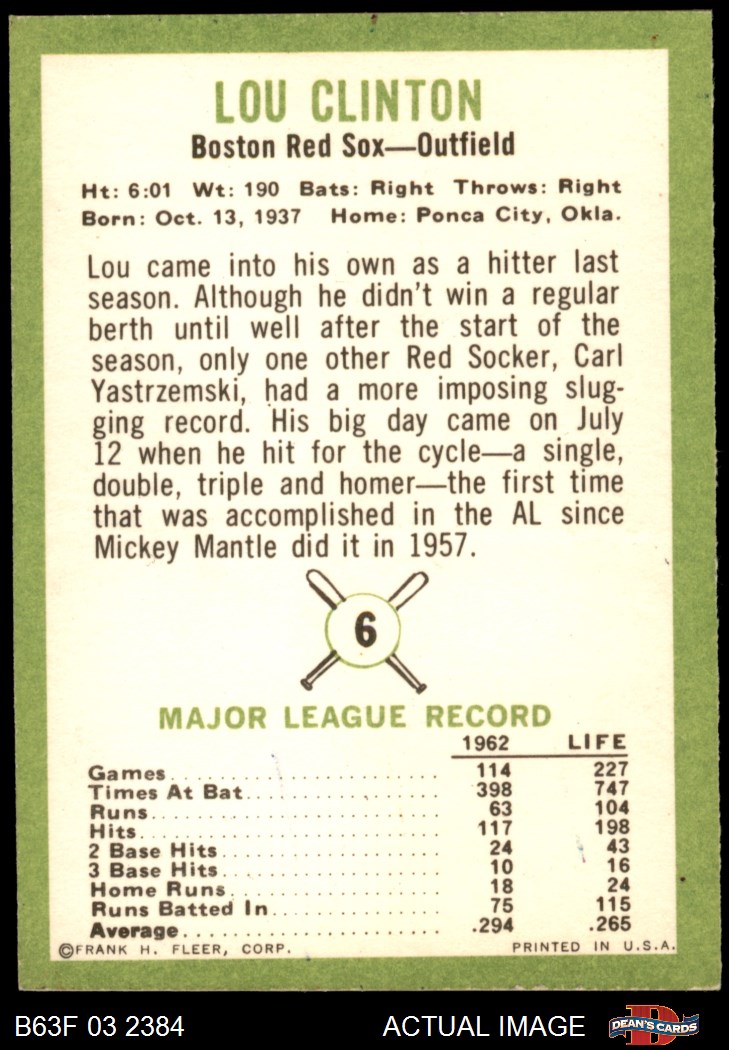 LOU CLINTON
Boston Red Sox—Outfield
Ht: 6:01 Wt: 190 Bats: Right Throws: Right
Born: Oct. 13, 1937 Home: Ponca City, Okla.
Lou came into his own as a hitter last
season. Although he didn't win a regular
berth until well after the start of the
season, only one other Red Socker, Carl
Yastrzemski, had a more imposing slug-
ging record. His big day came on July
12 when he hit for the cycle—a single,
double, triple and homer—the first time
that was accomplished in the AL since
Mickey Mantle did it in 1957.
6
MAJOR LEAGUE RECORD
1962 LIFE
Games 114 227
Times At Bat 398 747
Runs 63 104
Hits 117 198
2 Base Hits 24 43
3 Base Hits 10 16
Home Runs 18 24
Runs Batted In 75 115
Average .294 .265
©FRANK H. FLEER, CORP. PRINTED IN U.S.A.
B63F 03 2384 ACTUAL IMAGE D DEAN'S CARDS